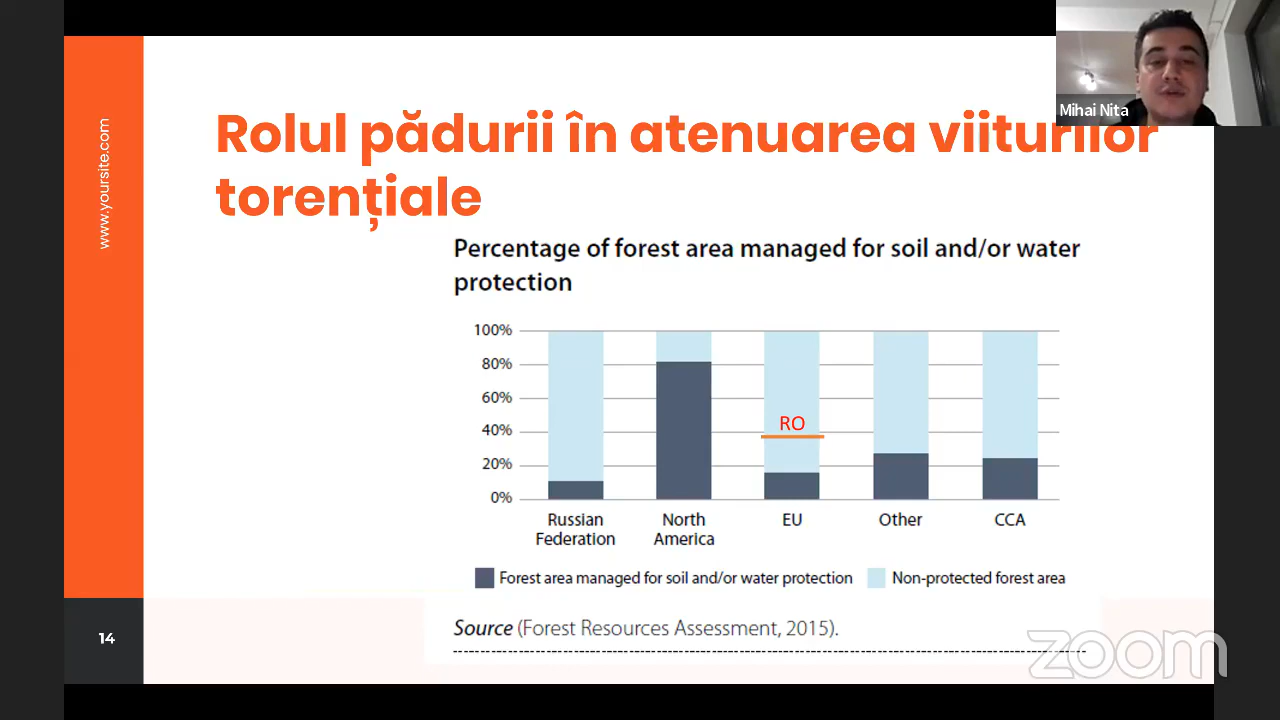 Mihai Nita
www.yoursite.com
Rolul pădurii în atenuarea viiturilor
torențiale
Percentage of forest area managed for soil and/or water
protection
100%
80%
60%
40%
20%
0%
RO
Russian
Federation
North
America
EU
Other
CCA
Forest area managed for soil and/or water protection
Non-protected forest area
Source (Forest Resources Assessment, 2015).
14
zoom